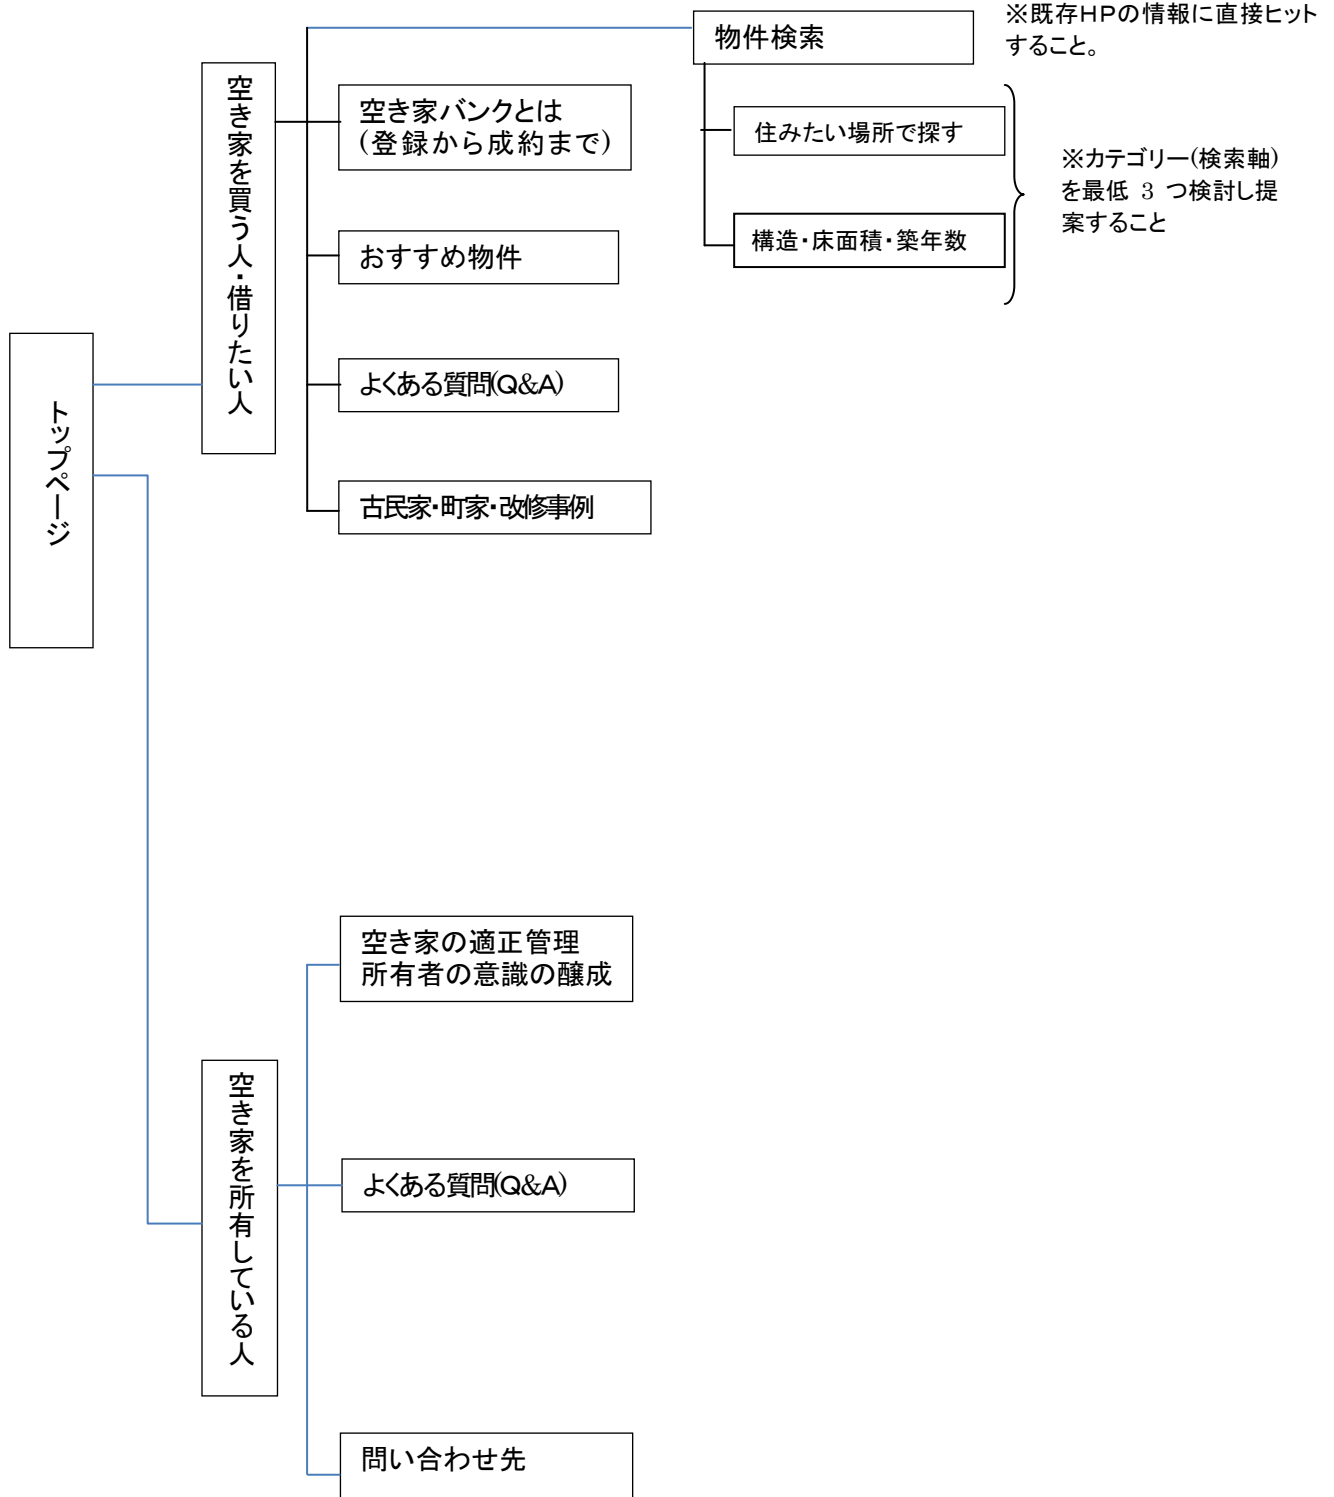 トップページ
空き家を買う人・借りたい人
物件検索
※既存HPの情報に直接ヒット
すること。
住みたい場所で探す
構造・床面積・築年数
※カテゴリー(検索軸)
を最低 3 つ検討し提
案すること
空き家バンクとは
(登録から成約まで)
おすすめ物件
よくある質問(Q&A)
古民家・町家・改修事例
空き家を所有している人
空き家の適正管理
所有者の意識の醸成
よくある質問(Q&A)
問い合わせ先